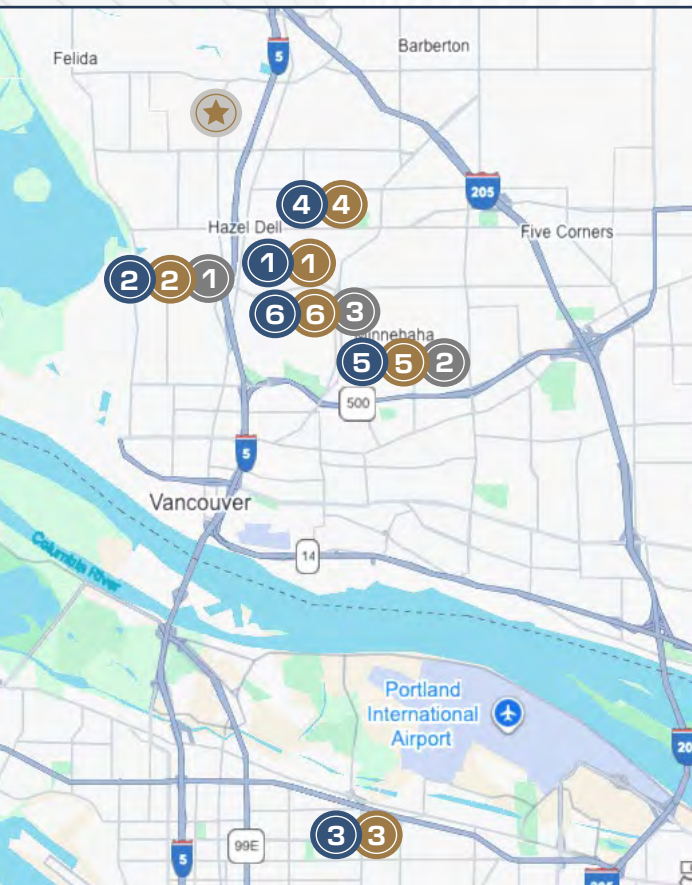 Felida
5
Barberton
205
4 4
Hazel Dell
Five Corners
1 1
2 2 1
6 6 3
Minnehaha
5 5 2
500
5
Vancouver
14
Columbia River
Portland
International
Airport
20
3 3
99E
5